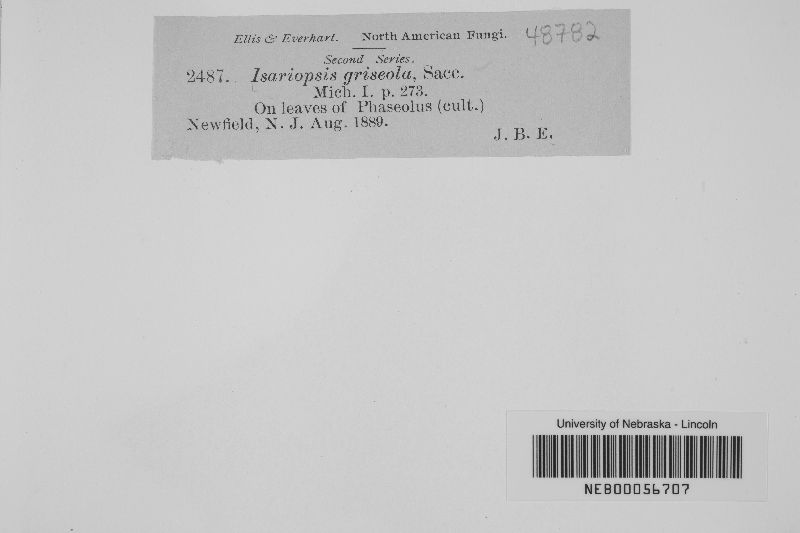 Ellis & Everhart. North American Fungi. 48782
Second Series.
2487. Isariopsis griseola, Sacc.
Mich. I. p. 273.
On leaves of Phaseolus (cult.)
Newfield, N. J. Aug. 1889.
J. B. E.
University of Nebraska - Lincoln
NEB00056707